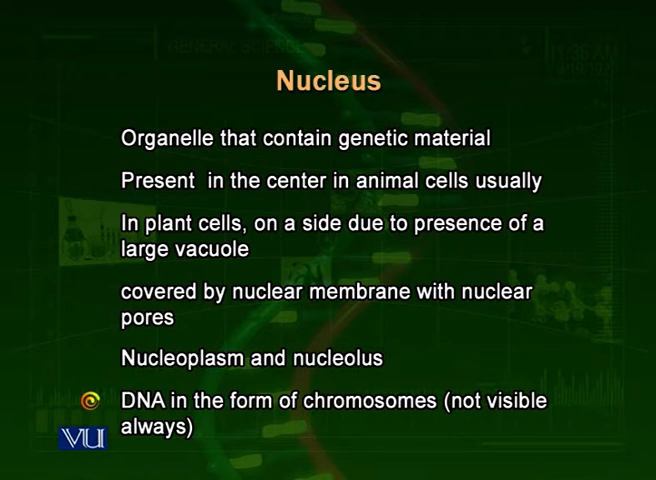 GENERAL SCIENCE
Nucleus
Organelle that contain genetic material
Present in the center in animal cells usually
In plant cells, on a side due to presence of a
large vacuole
covered by nuclear membrane with nuclear
pores
Nucleoplasm and nucleolus
DNA in the form of chromosomes (not visible
always)
VU